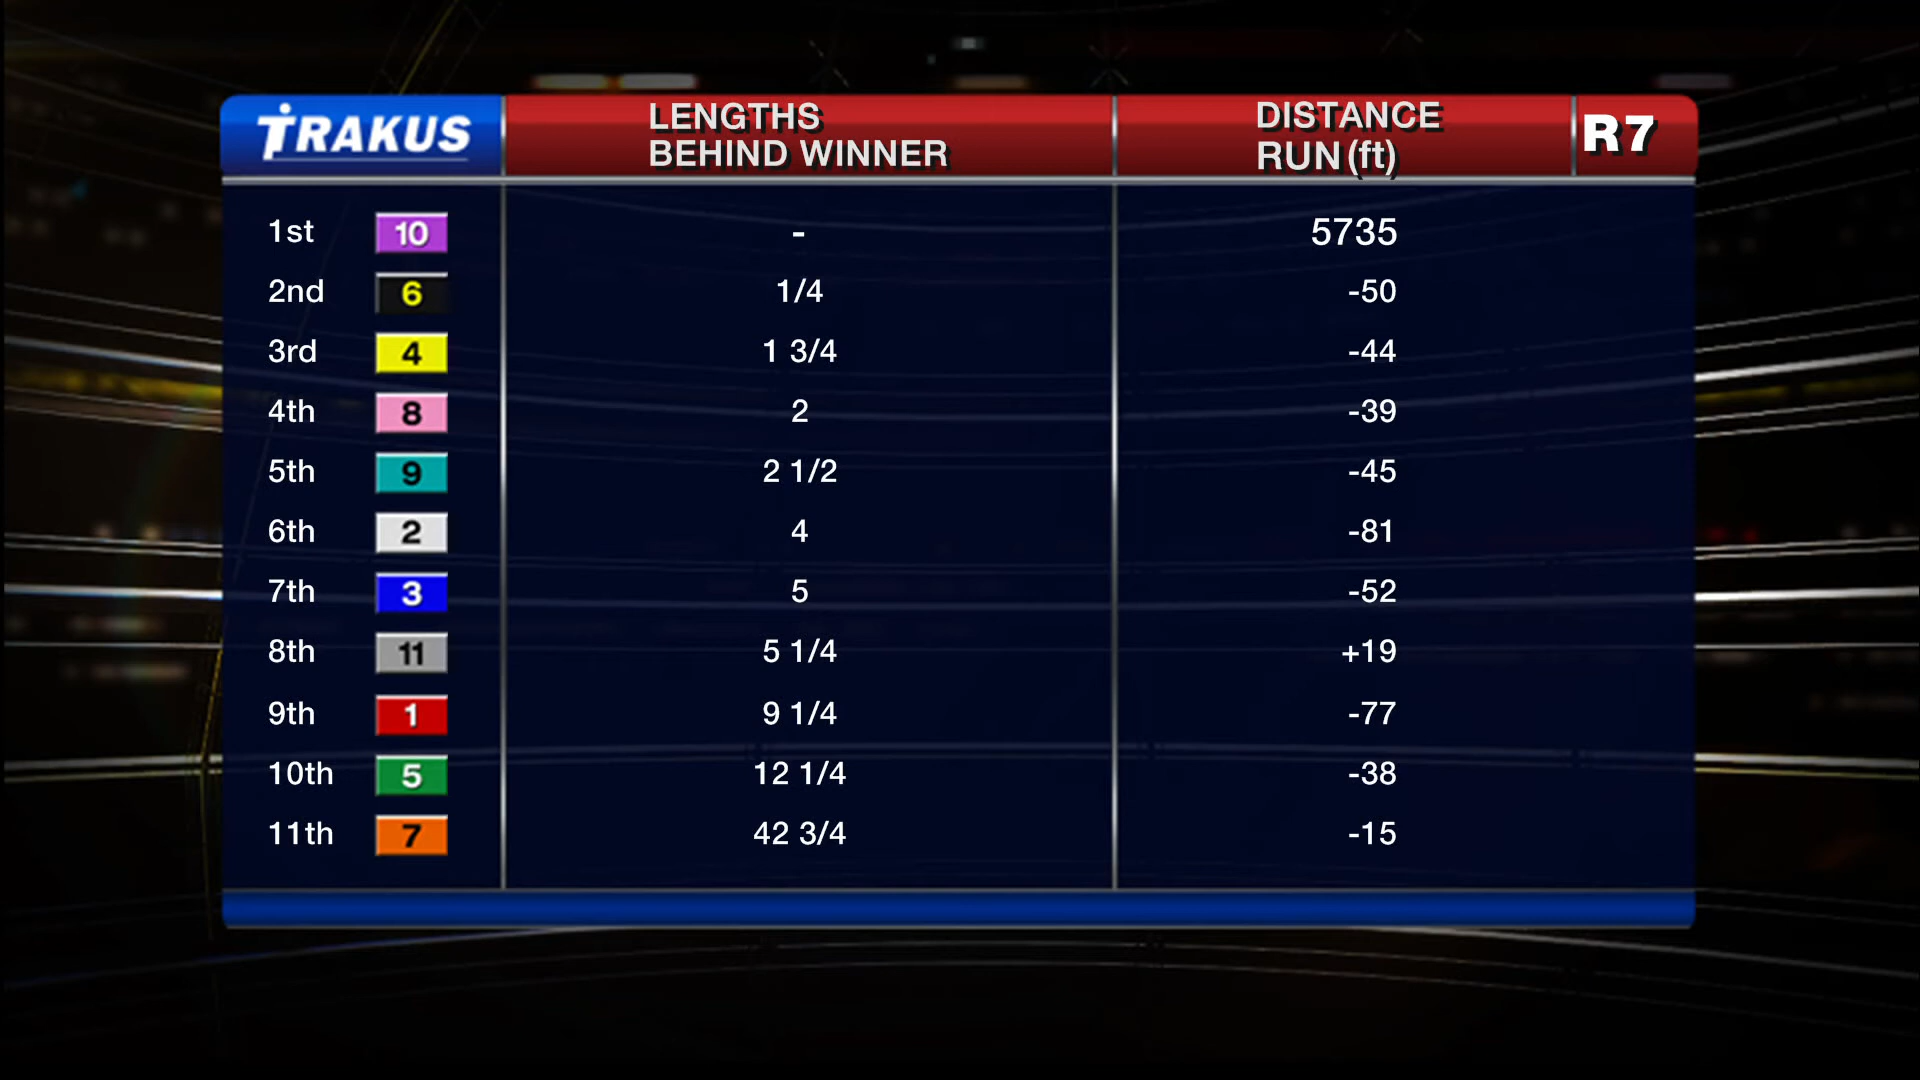 TRAKUS
LENGTHS
BEHIND WINNER
DISTANCE
RUN (ft)
R7
1st 10 - 5735
2nd 6 1/4 -50
3rd 4 1 3/4 -44
4th 8 2 -39
5th 9 2 1/2 -45
6th 2 4 -81
7th 3 5 -52
8th 11 5 1/4 +19
9th 1 9 1/4 -77
10th 5 12 1/4 -38
11th 7 42 3/4 -15